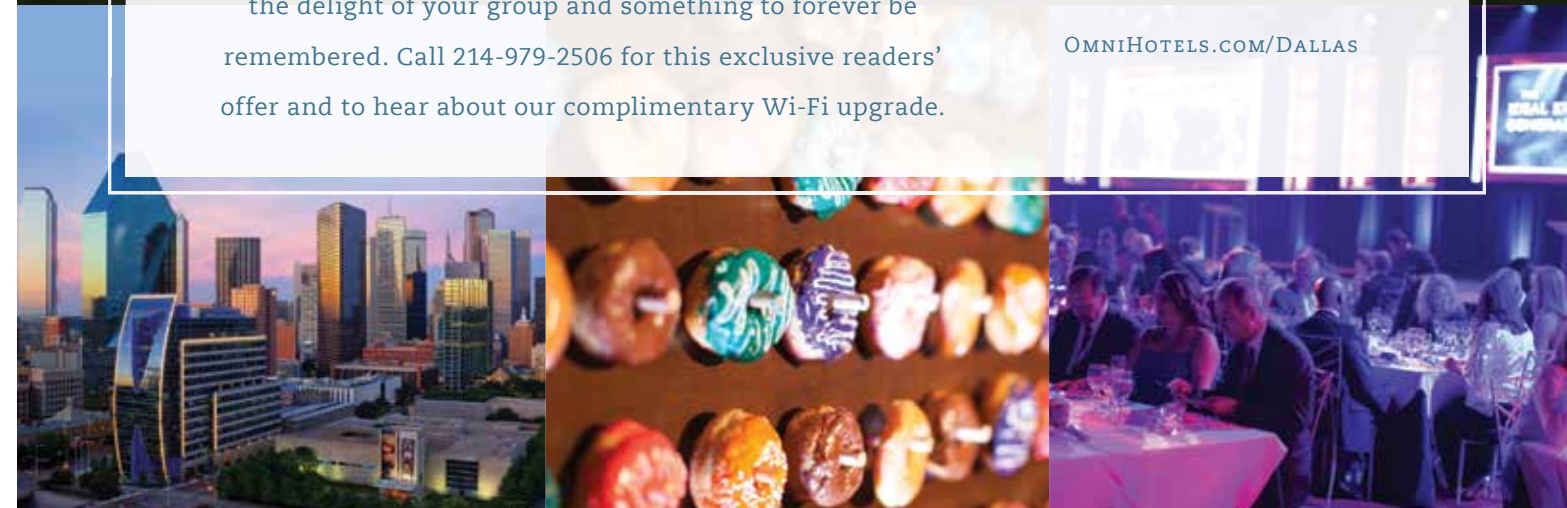 the delight of your group and something to forever be
remembered. Call 214-979-2506 for this exclusive readers’
offer and to hear about our complimentary Wi-Fi upgrade.
OmniHotels.com/Dallas